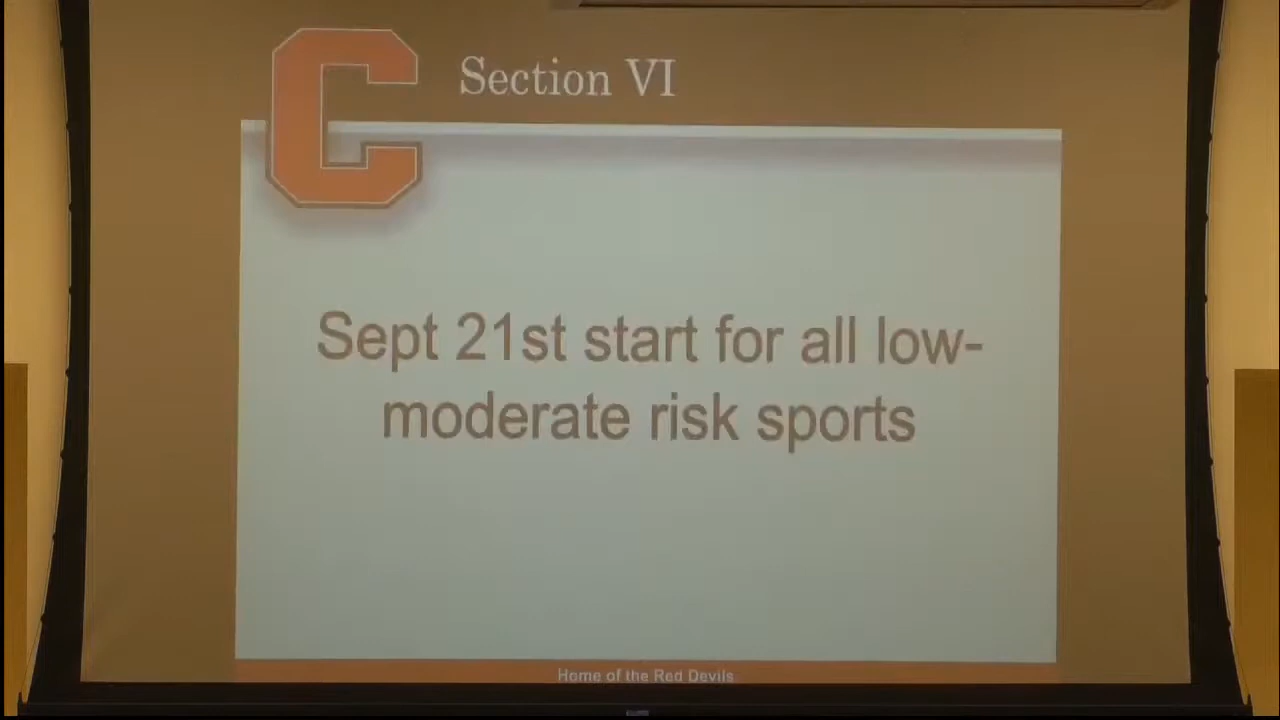 C
Section VI
Sept 21st start for all low-
moderate risk sports
Home of the Red Devils